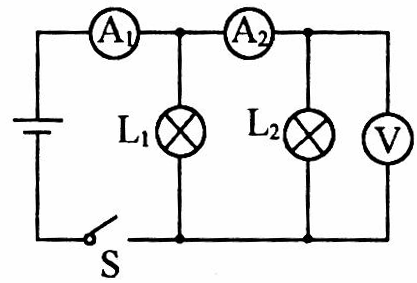 A₁ A₂
L₁ L₂ V
S